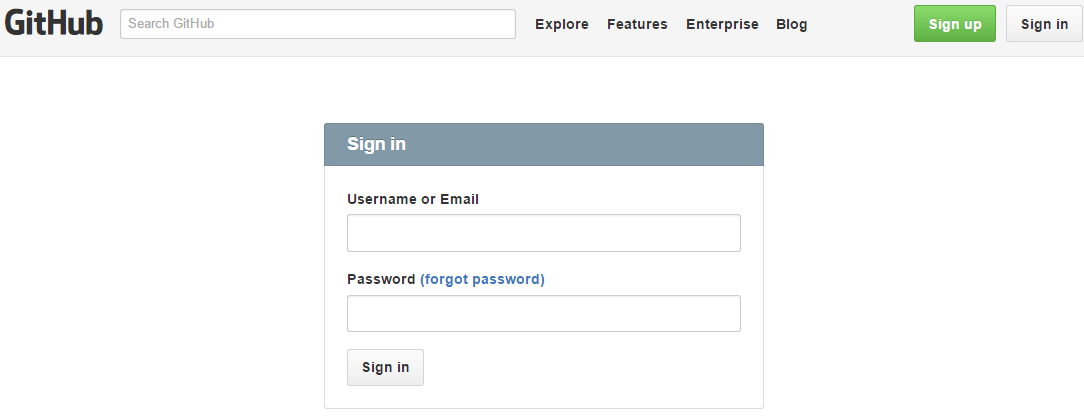 GitHub Search GitHub Explore Features Enterprise Blog Sign up Sign in
Sign in
Username or Email
Password (forgot password)
Sign in